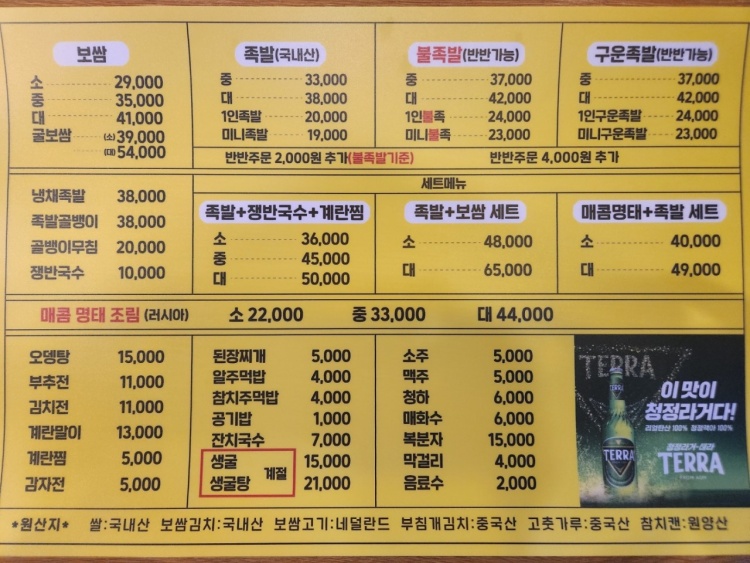 보쌈
소 29,000
중 35,000
대 41,000
굴보쌈 (소)39,000
(대)54,000
족발(국내산)
중 33,000
대 38,000
1인족발 20,000
미니족발 19,000
불족발(반반가능)
중 37,000
대 42,000
1인불족 24,000
미니불족 23,000
구운족발(반반가능)
중 37,000
대 42,000
1인구운족발 24,000
미니구운족발 23,000
반반주문 2,000원 추가(불족발기준)
반반주문 4,000원 추가
냉채족발 38,000
족발골뱅이 38,000
골뱅이무침 20,000
쟁반국수 10,000
세트메뉴
족발+쟁반국수+계란찜
소 36,000
중 45,000
대 50,000
족발+보쌈 세트
소 48,000
대 65,000
매콤명태+족발 세트
소 40,000
대 49,000
매콤 명태 조림 (러시아) 소 22,000 중 33,000 대 44,000
오뎅탕 15,000
부추전 11,000
김치전 11,000
계란말이 13,000
계란찜 5,000
감자전 5,000
된장찌개 5,000
알주먹밥 4,000
참치주먹밥 4,000
공기밥 1,000
잔치국수 7,000
생굴 15,000
계절
생굴탕 21,000
소주 5,000
맥주 5,000
청하 6,000
매화수 6,000
복분자 15,000
막걸리 4,000
음료수 2,000
TERRA
이 맛이
청정라거다!
리얼탄산 100% 청정맥아 100%
TERRA
청정라거-테라
TERRA
*원산지* 쌀:국내산 보쌈김치:국내산 보쌈고기:네덜란드 부침개김치:중국산 고춧가루:중국산 참치캔:원양산